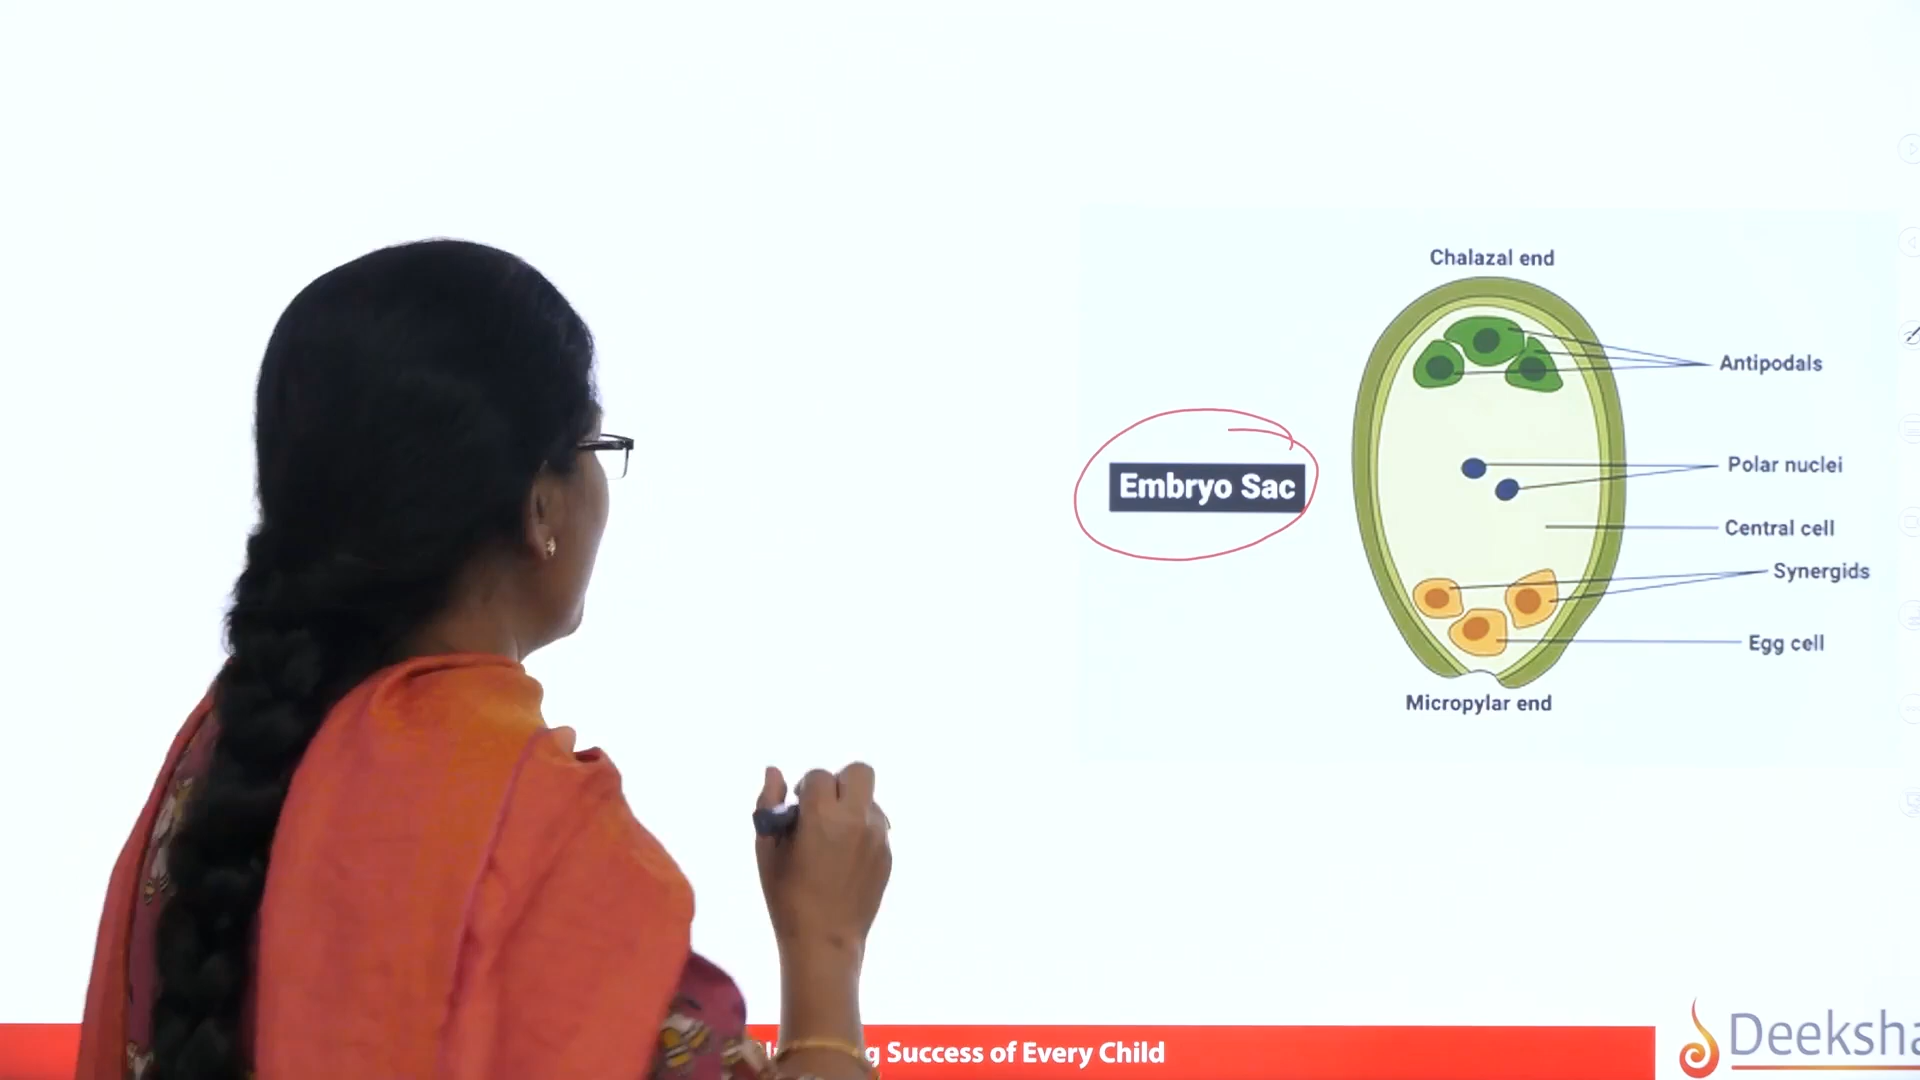 Chalazal end
Antipodals
Embryo Sac
Polar nuclei
Central cell
Synergids
Egg cell
Micropylar end
Success of Every Child
Deeksha